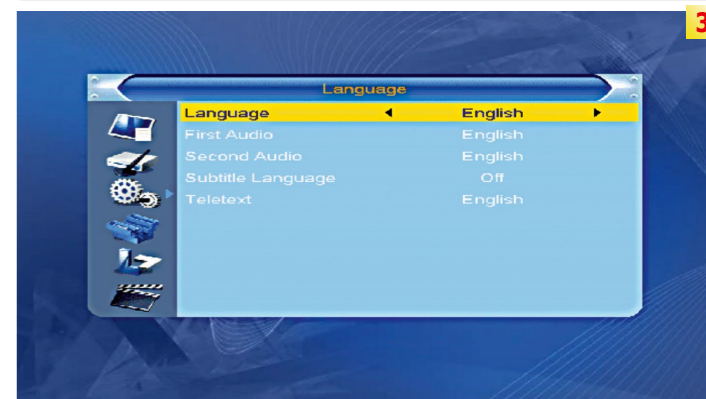 3
Language
Language English
First Audio English
Second Audio English
Subtitle Language Off
Teletext English